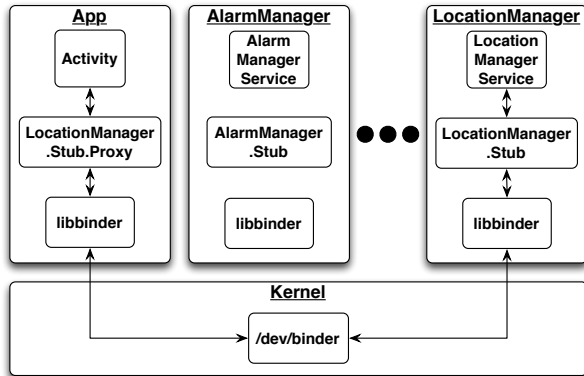 App
Activity
LocationManager
.Stub.Proxy
libbinder
AlarmManager
Alarm
Manager
Service
AlarmManager
.Stub
libbinder
LocationManager
Location
Manager
Service
LocationManager
.Stub
libbinder
Kernel
/dev/binder